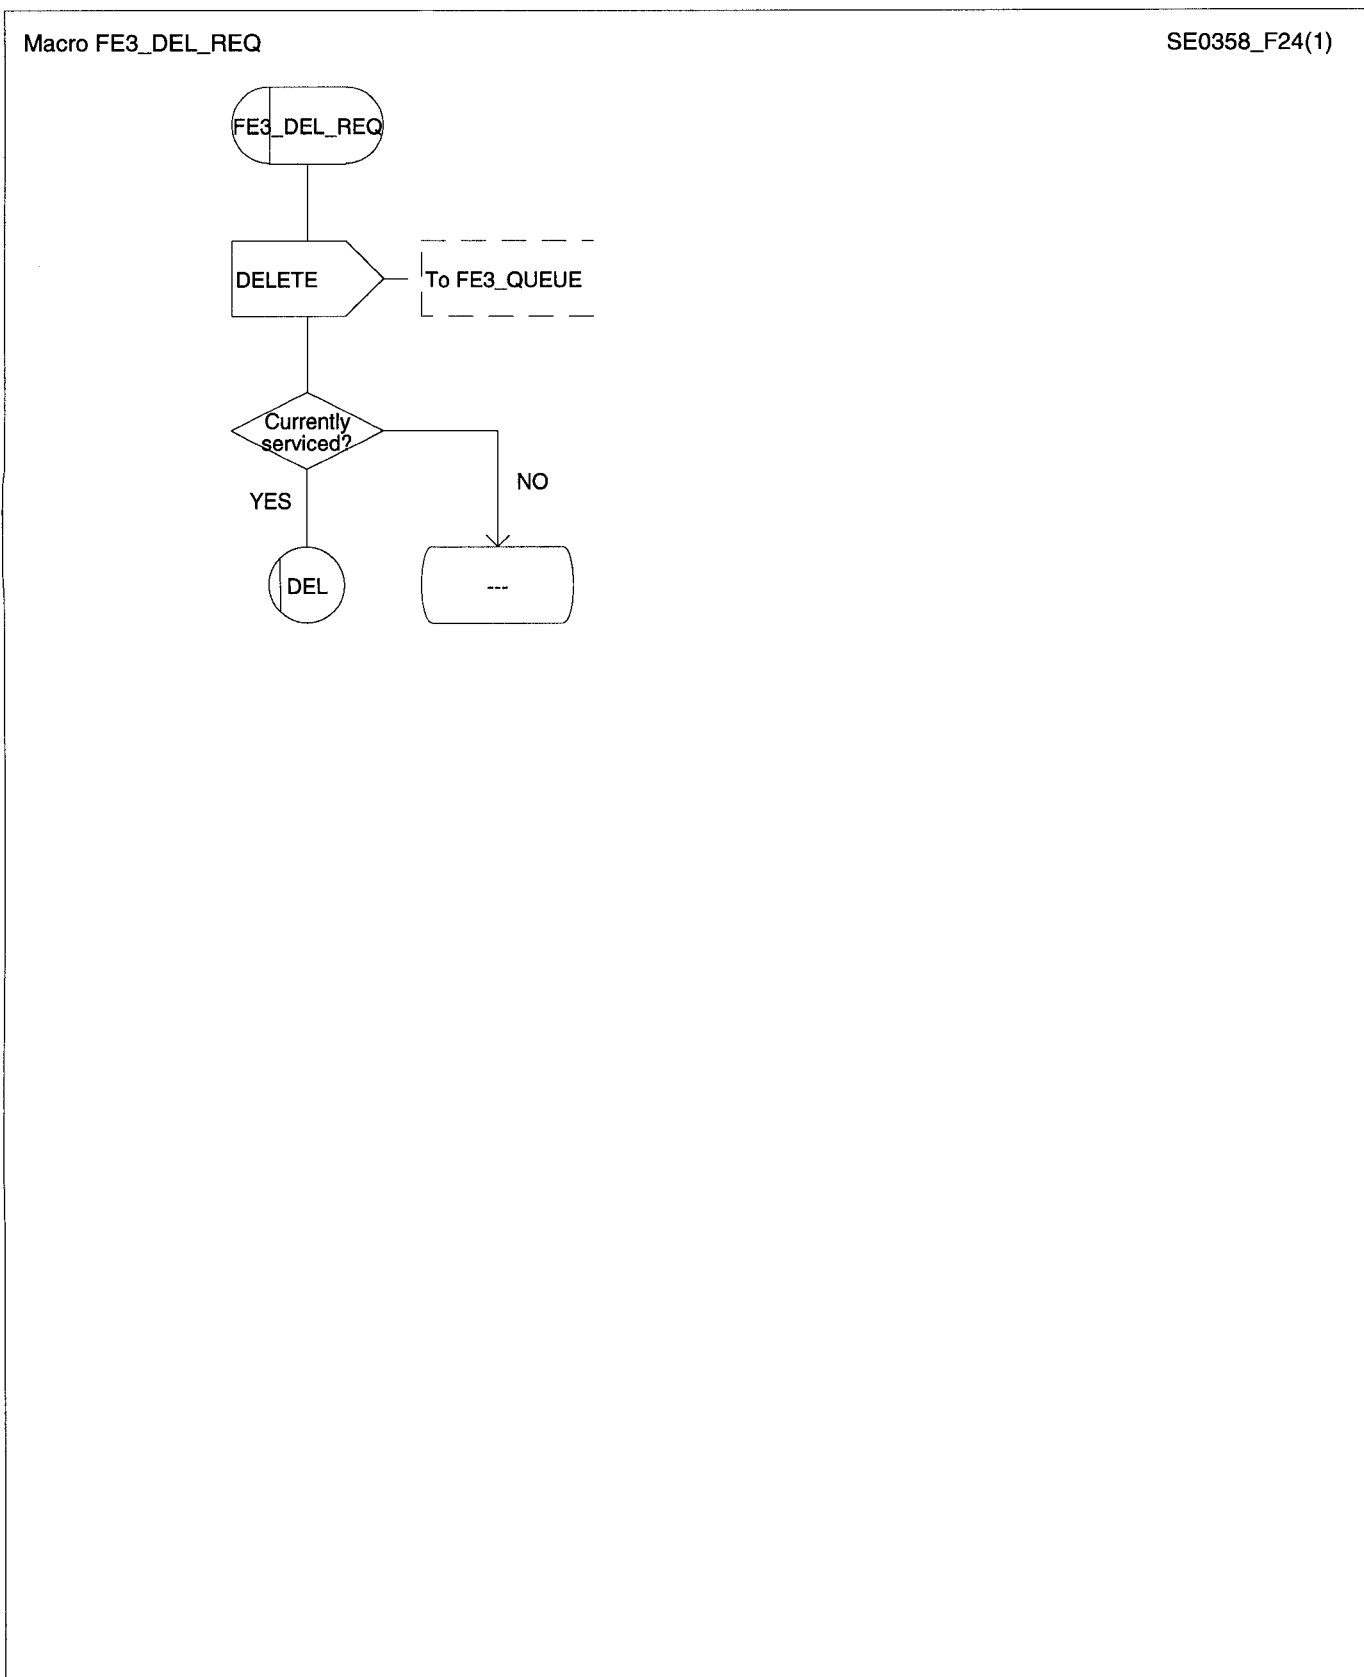 Macro FE3_DEL_REQ
SE0358_F24(1)
FE3_DEL_REQ
DELETE
To FE3_QUEUE
Currently
serviced?
NO
YES
DEL
---